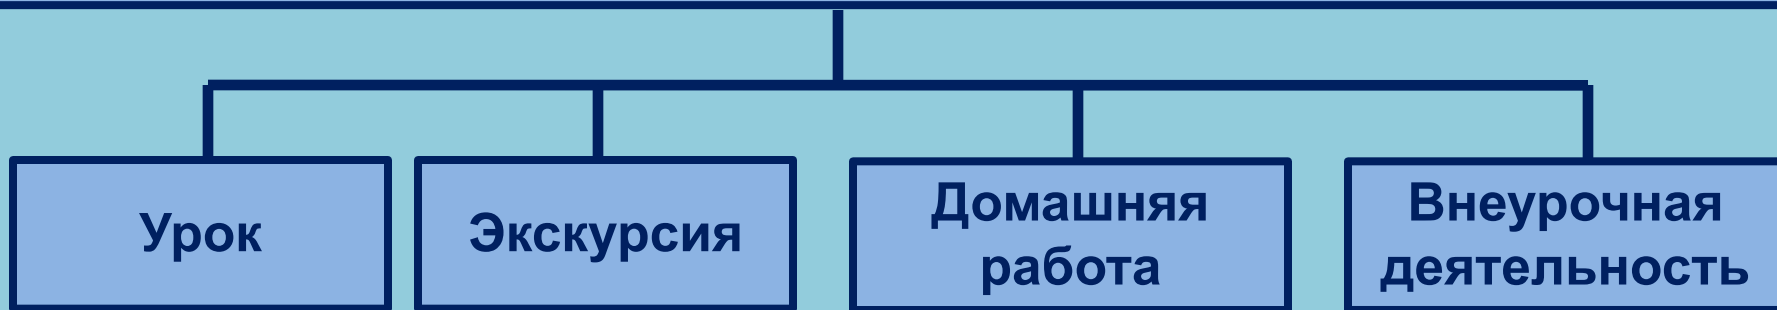 Урок
Экскурсия
Домашняя
работа
Внеурочная
деятельность